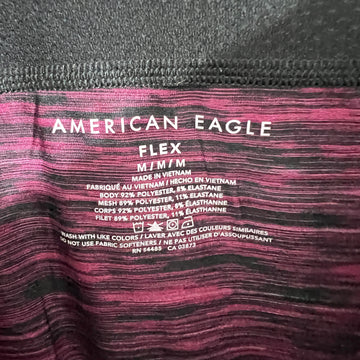 AMERICAN EAGLE
FLEX
M/M/M
MADE IN VIETNAM
FABRIQUÉ AU VIETNAM / HECHO EN VIETNAM
BODY 92% POLYESTER, 8% ELASTANE
MESH 89% POLYESTER, 11% ELASTANE
CORPS 92% POLYESTER, 8% ÉLASTHANNE
FILET 89% POLYESTER, 11% ÉLASTHANNE
WASH WITH LIKE COLORS / LAVER AVEC DES COULEURS SIMILAIRES
DO NOT USE FABRIC SOFTENERS / NE PAS UTILISER D'ASSOUPLISSANT
RN 54485 CA 03873